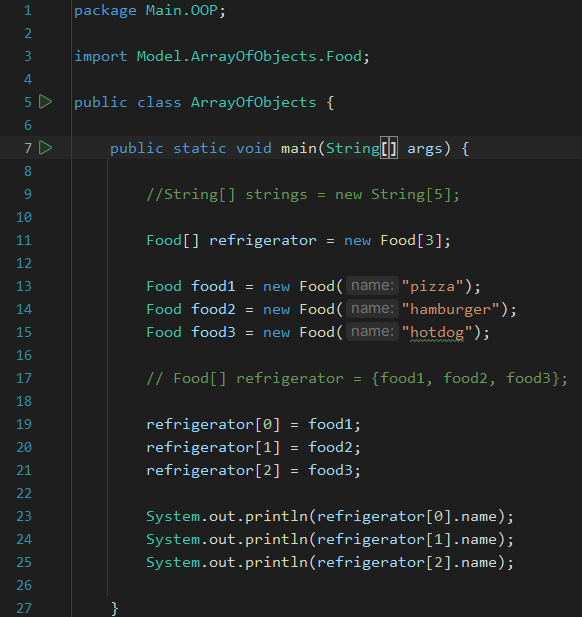 1 package Main.OOP;
2
3 import Model.ArrayOfObjects.Food;
4
5 public class ArrayOfObjects {
6
7 public static void main(String[] args) {
8
9 //String[] strings = new String[5];
10
11 Food[] refrigerator = new Food[3];
12
13 Food food1 = new Food( name: "pizza");
14 Food food2 = new Food( name: "hamburger");
15 Food food3 = new Food( name: "hotdog");
16
17 // Food[] refrigerator = {food1, food2, food3};
18
19 refrigerator[0] = food1;
20 refrigerator[1] = food2;
21 refrigerator[2] = food3;
22
23 System.out.println(refrigerator[0].name);
24 System.out.println(refrigerator[1].name);
25 System.out.println(refrigerator[2].name);
26
27 }